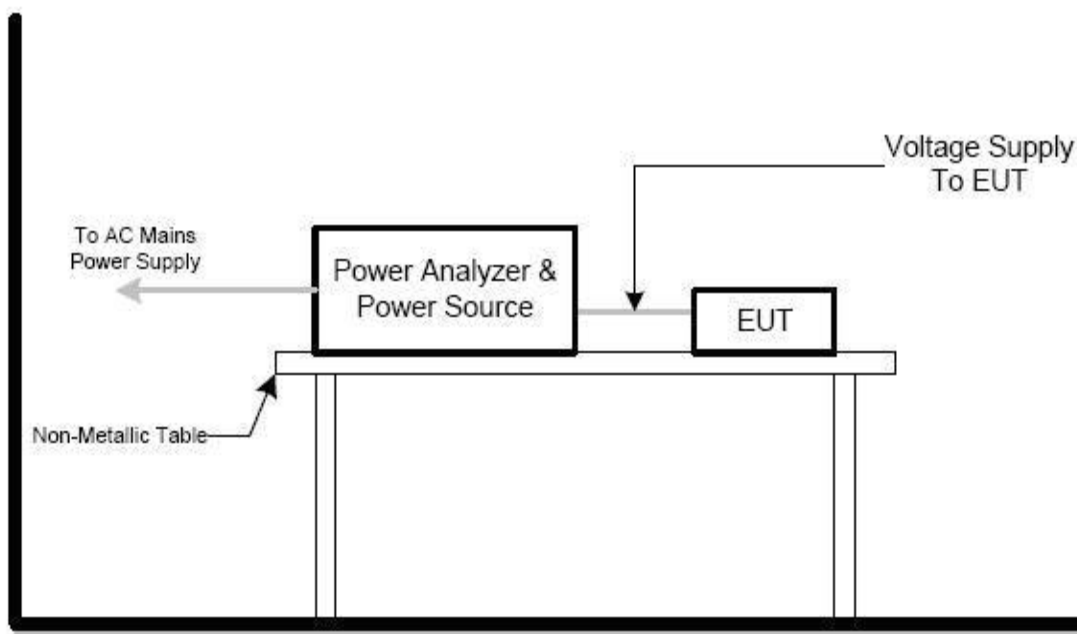 Voltage Supply
To EUT
To AC Mains
Power Supply
Power Analyzer &
Power Source
EUT
Non-Metallic Table